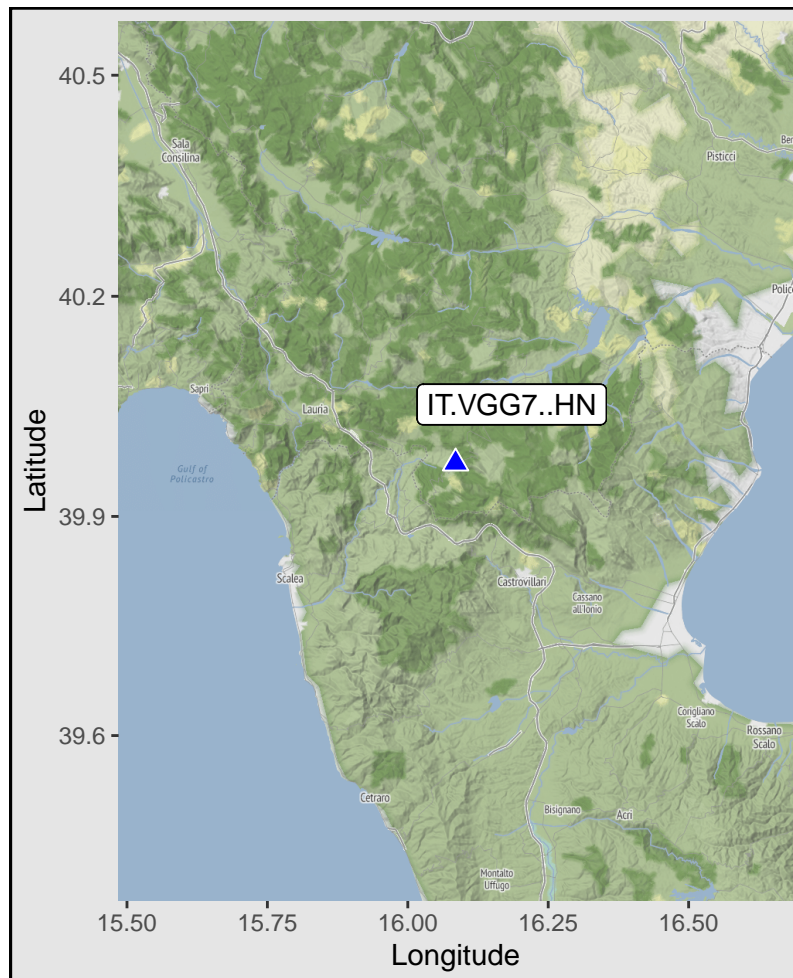 40.5
40.2
39.9
39.6
Latitude
Sala
Consilina
Pisticci
Ber
Polic
Sapri
Lauria
IT.VGG7..HN
Gulf of
Policastro
Scalea
Castrovillari
Cassano
all'Ionio
Corigliano
Scalo
Rossano
Scalo
Cetraro
Bisignano
Acri
Montalto
Uffugo
15.50
15.75
16.00
16.25
16.50
Longitude